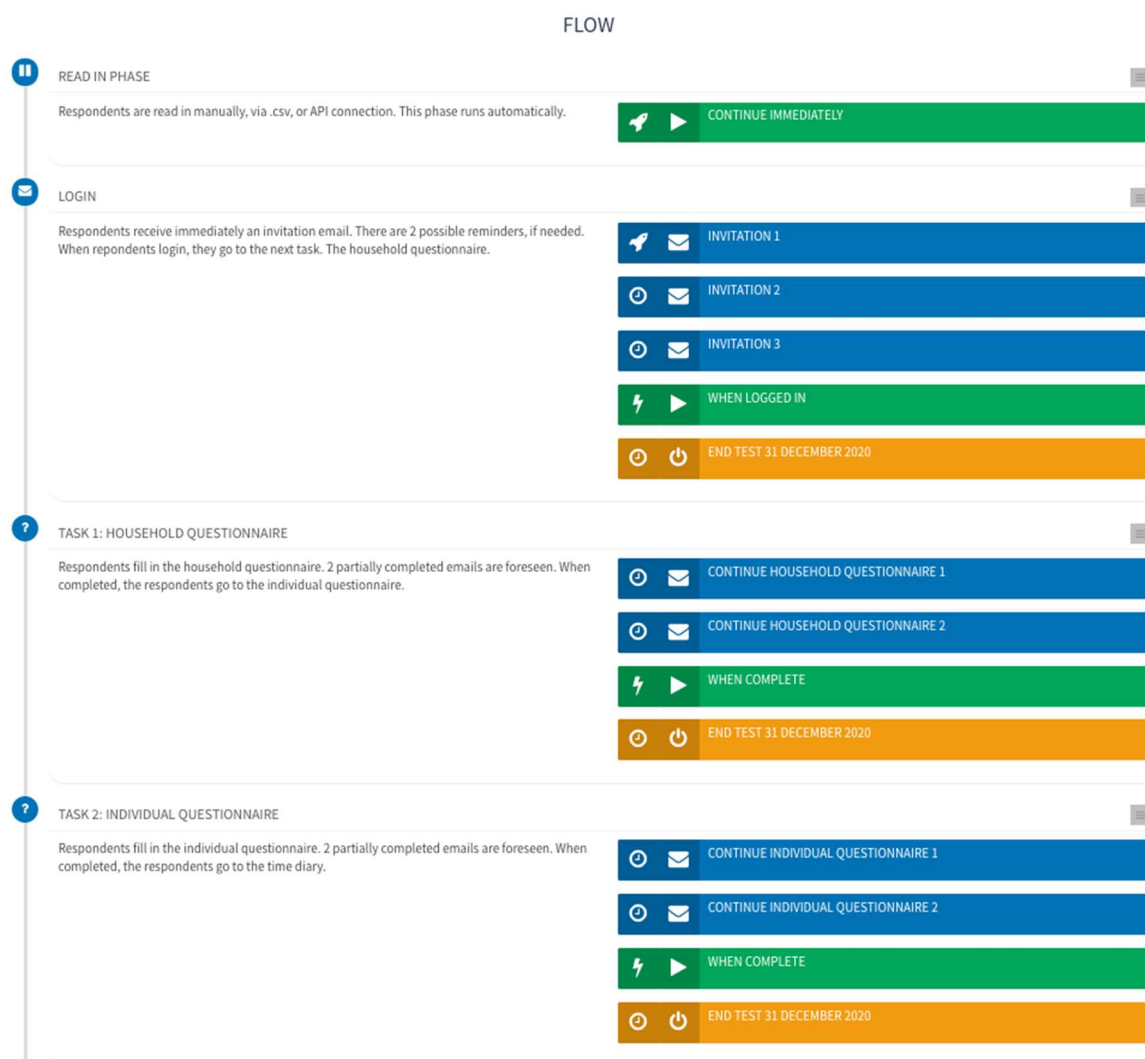 FLOW
READ IN PHASE
Respondents are read in manually, via .csv, or API connection. This phase runs automatically.
CONTINUE IMMEDIATELY
LOGIN
Respondents receive immediately an invitation email. There are 2 possible reminders, if needed.
When repondents login, they go to the next task. The household questionnaire.
INVITATION 1
INVITATION 2
INVITATION 3
WHEN LOGGED IN
END TEST 31 DECEMBER 2020
?
TASK 1: HOUSEHOLD QUESTIONNAIRE
Respondents fill in the household questionnaire. 2 partially completed emails are foreseen. When
completed, the respondents go to the individual questionnaire.
CONTINUE HOUSEHOLD QUESTIONNAIRE 1
CONTINUE HOUSEHOLD QUESTIONNAIRE 2
WHEN COMPLETE
END TEST 31 DECEMBER 2020
?
TASK 2: INDIVIDUAL QUESTIONNAIRE
Respondents fill in the individual questionnaire. 2 partially completed emails are foreseen. When
completed, the respondents go to the time diary.
CONTINUE INDIVIDUAL QUESTIONNAIRE 1
CONTINUE INDIVIDUAL QUESTIONNAIRE 2
WHEN COMPLETE
END TEST 31 DECEMBER 2020